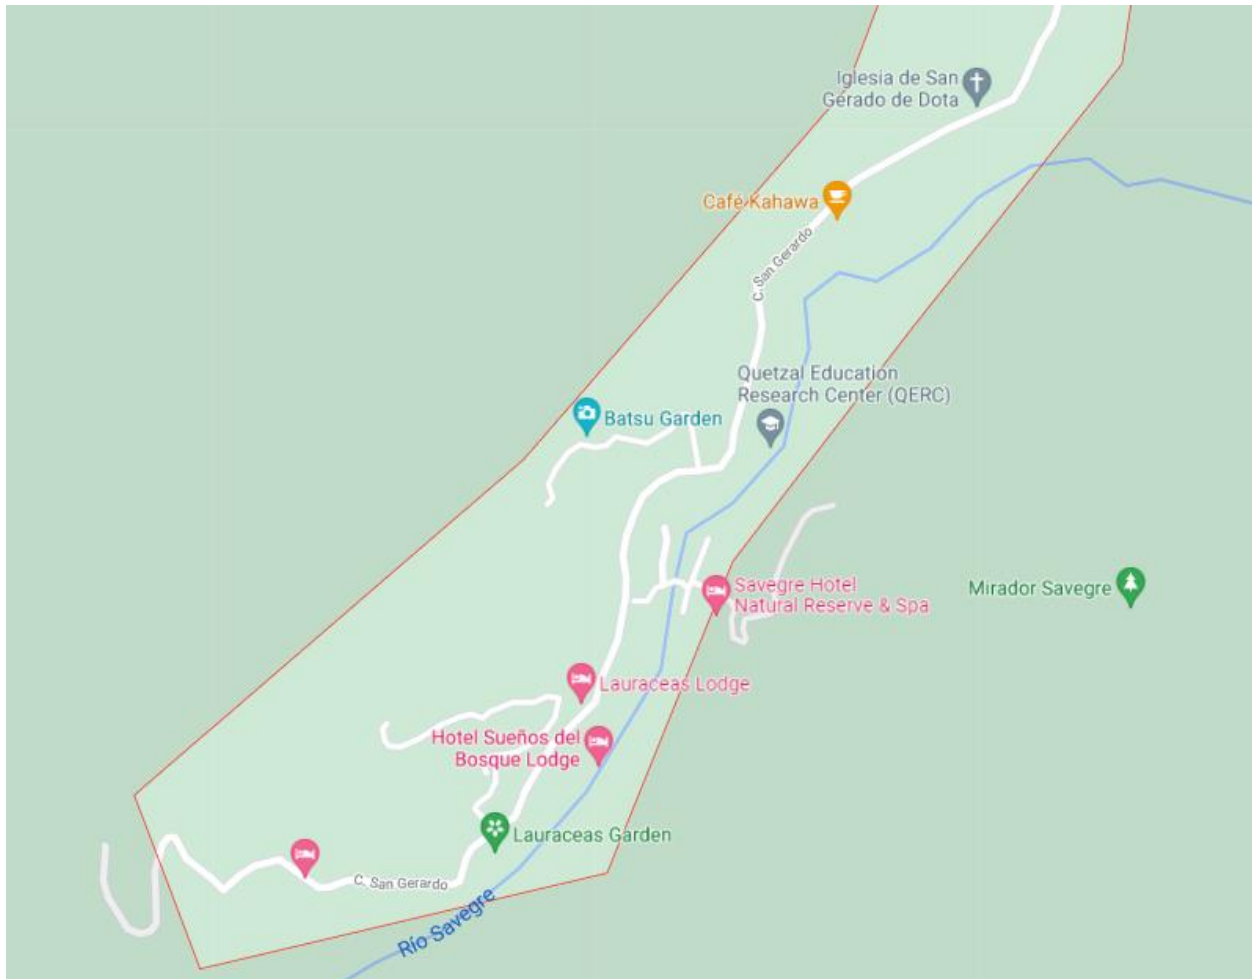 Iglesia de San
Gerado de Dota
Café Kahawa
C. San Gerardo
Quetzal Education
Research Center (QERC)
Batsu Garden
Savegre Hotel
Natural Reserve & Spa
Mirador Savegre
Lauraceas Lodge
Hotel Sueños del
Bosque Lodge
Lauraceas Garden
C. San Gerardo
Río Savegre